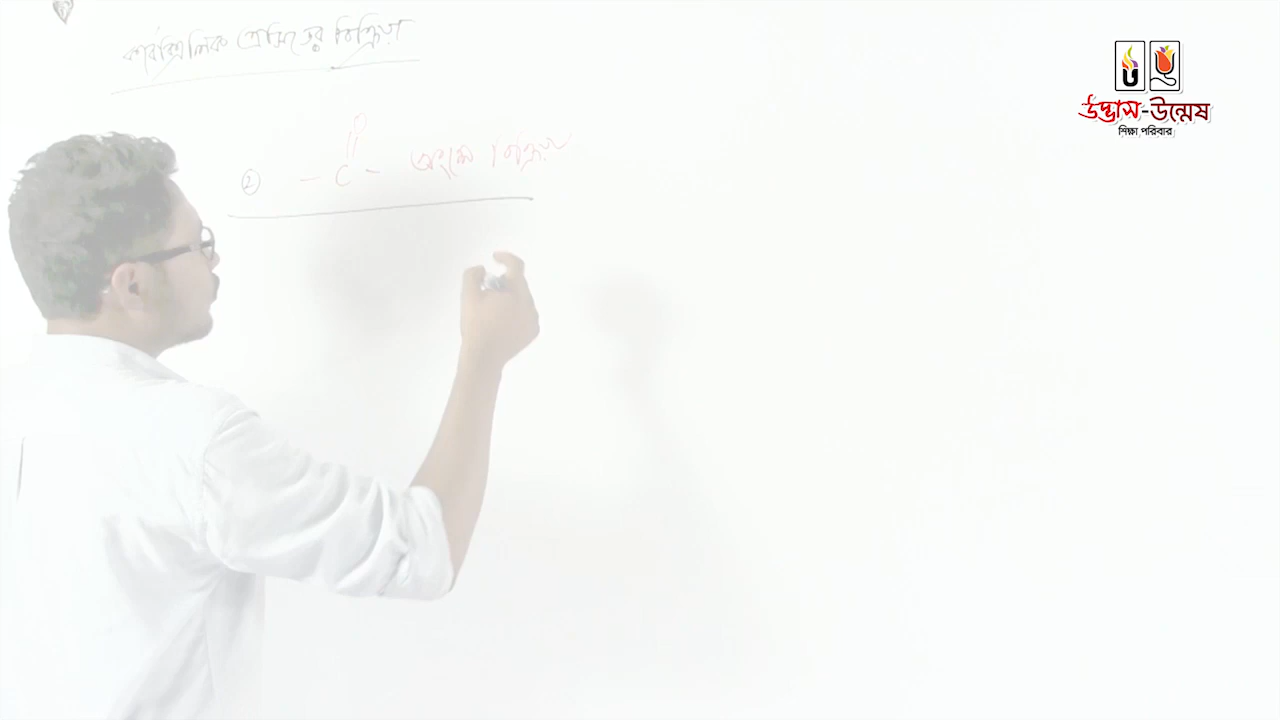 কার্বক্সিলিক এসিডের বিক্রিয়া
O
② - C - অংশে বিক্রিয়া
উদ্ভাস-উন্মেষ
শিক্ষা পরিবার